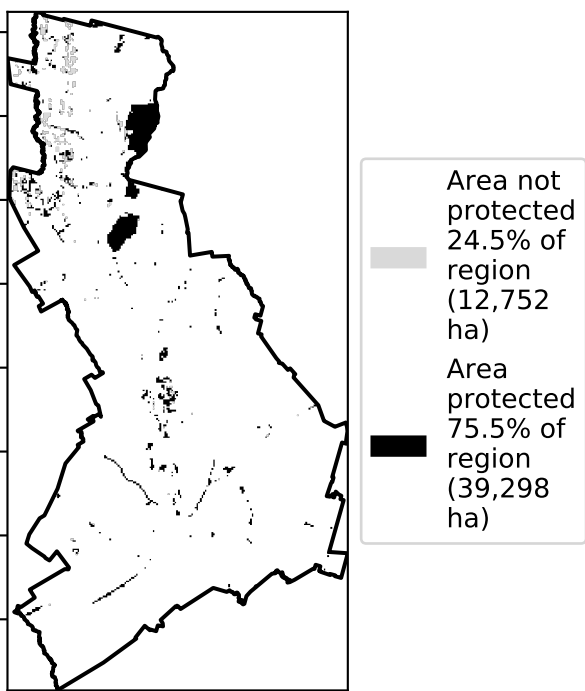 Area not
protected
24.5% of
region
(12,752
ha)
Area
protected
75.5% of
region
(39,298
ha)